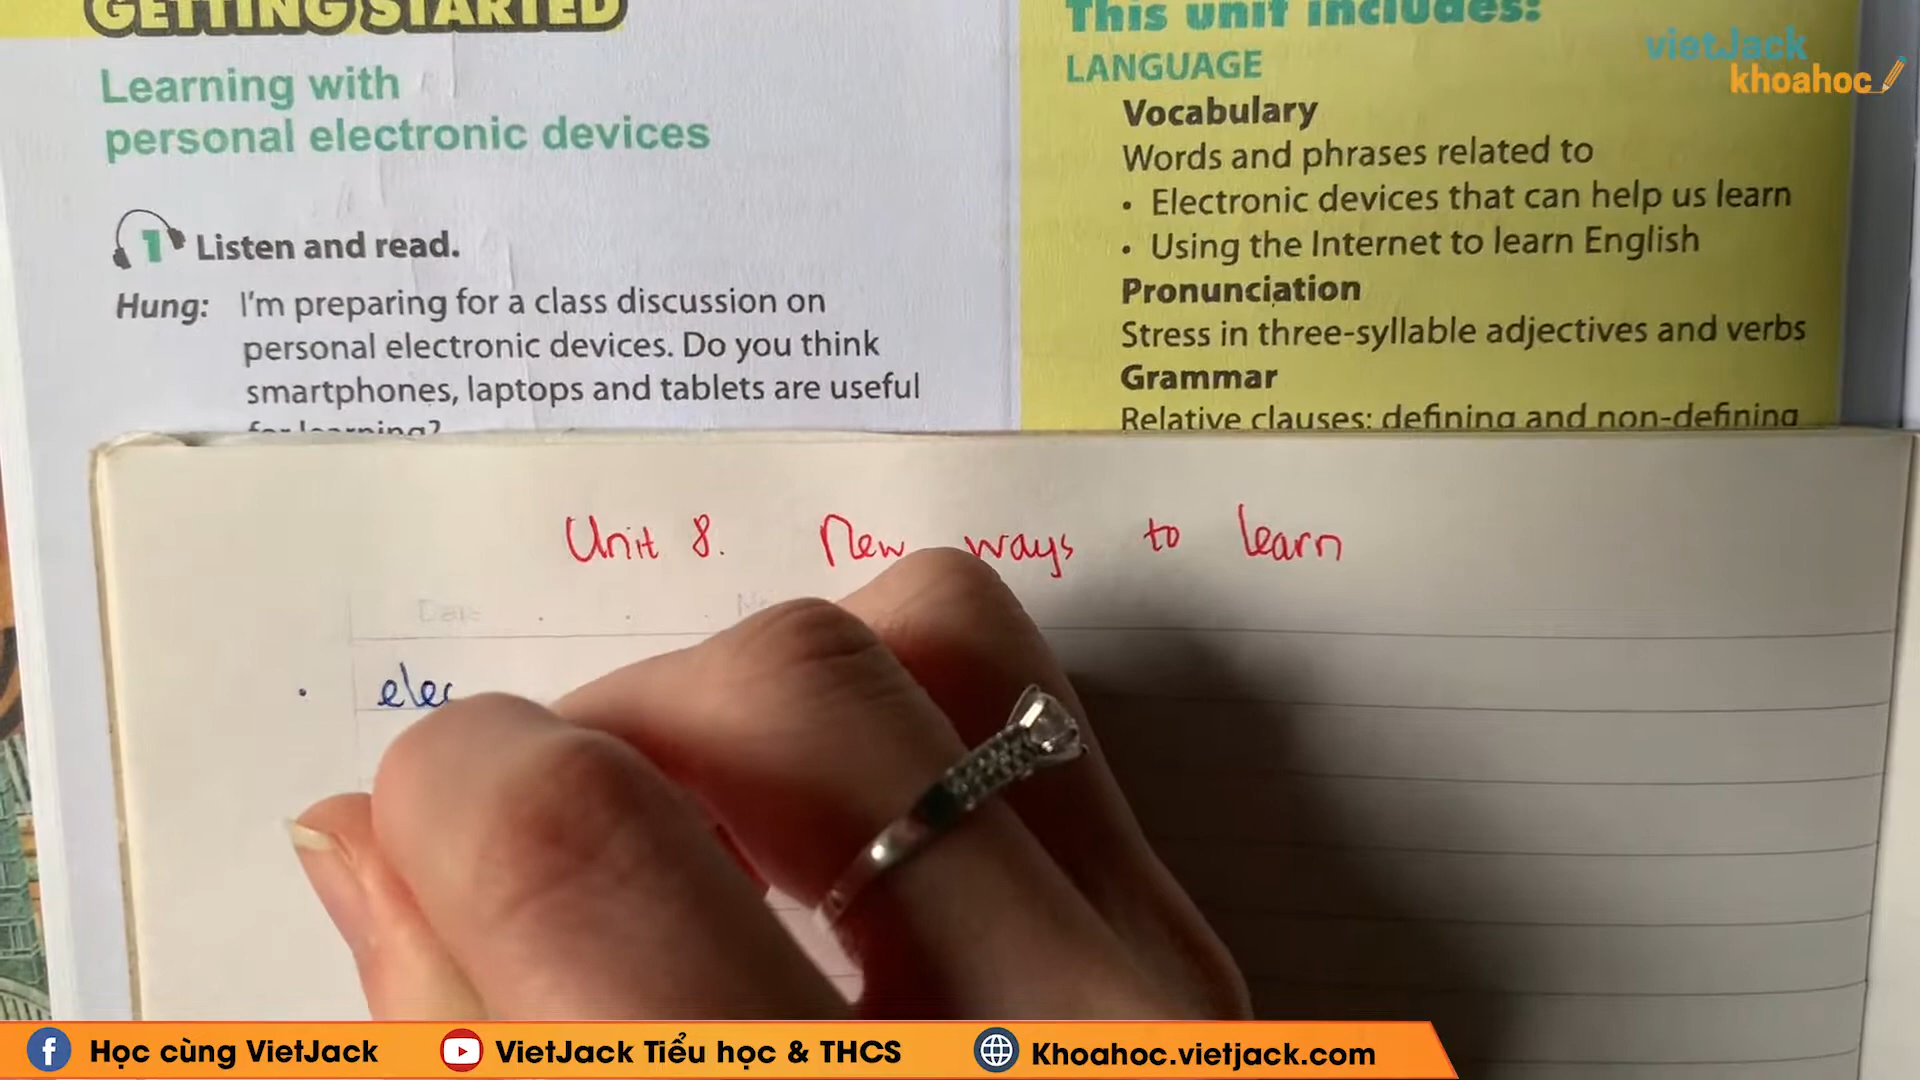 GETTING STARTED
Learning with
personal electronic devices
1 Listen and read.
Hung: I'm preparing for a class discussion on
personal electronic devices. Do you think
smartphones, laptops and tablets are useful
for learning?
This unit includes:
LANGUAGE
Vocabulary
Words and phrases related to
• Electronic devices that can help us learn
• Using the Internet to learn English
Pronunciation
Stress in three-syllable adjectives and verbs
Grammar
Relative clauses: defining and non-defining
vietJack
khoahoc
Unit 8. New ways to learn
Date
elec
Học cùng VietJack
VietJack Tiểu học & THCS
Khoahoc.vietjack.com